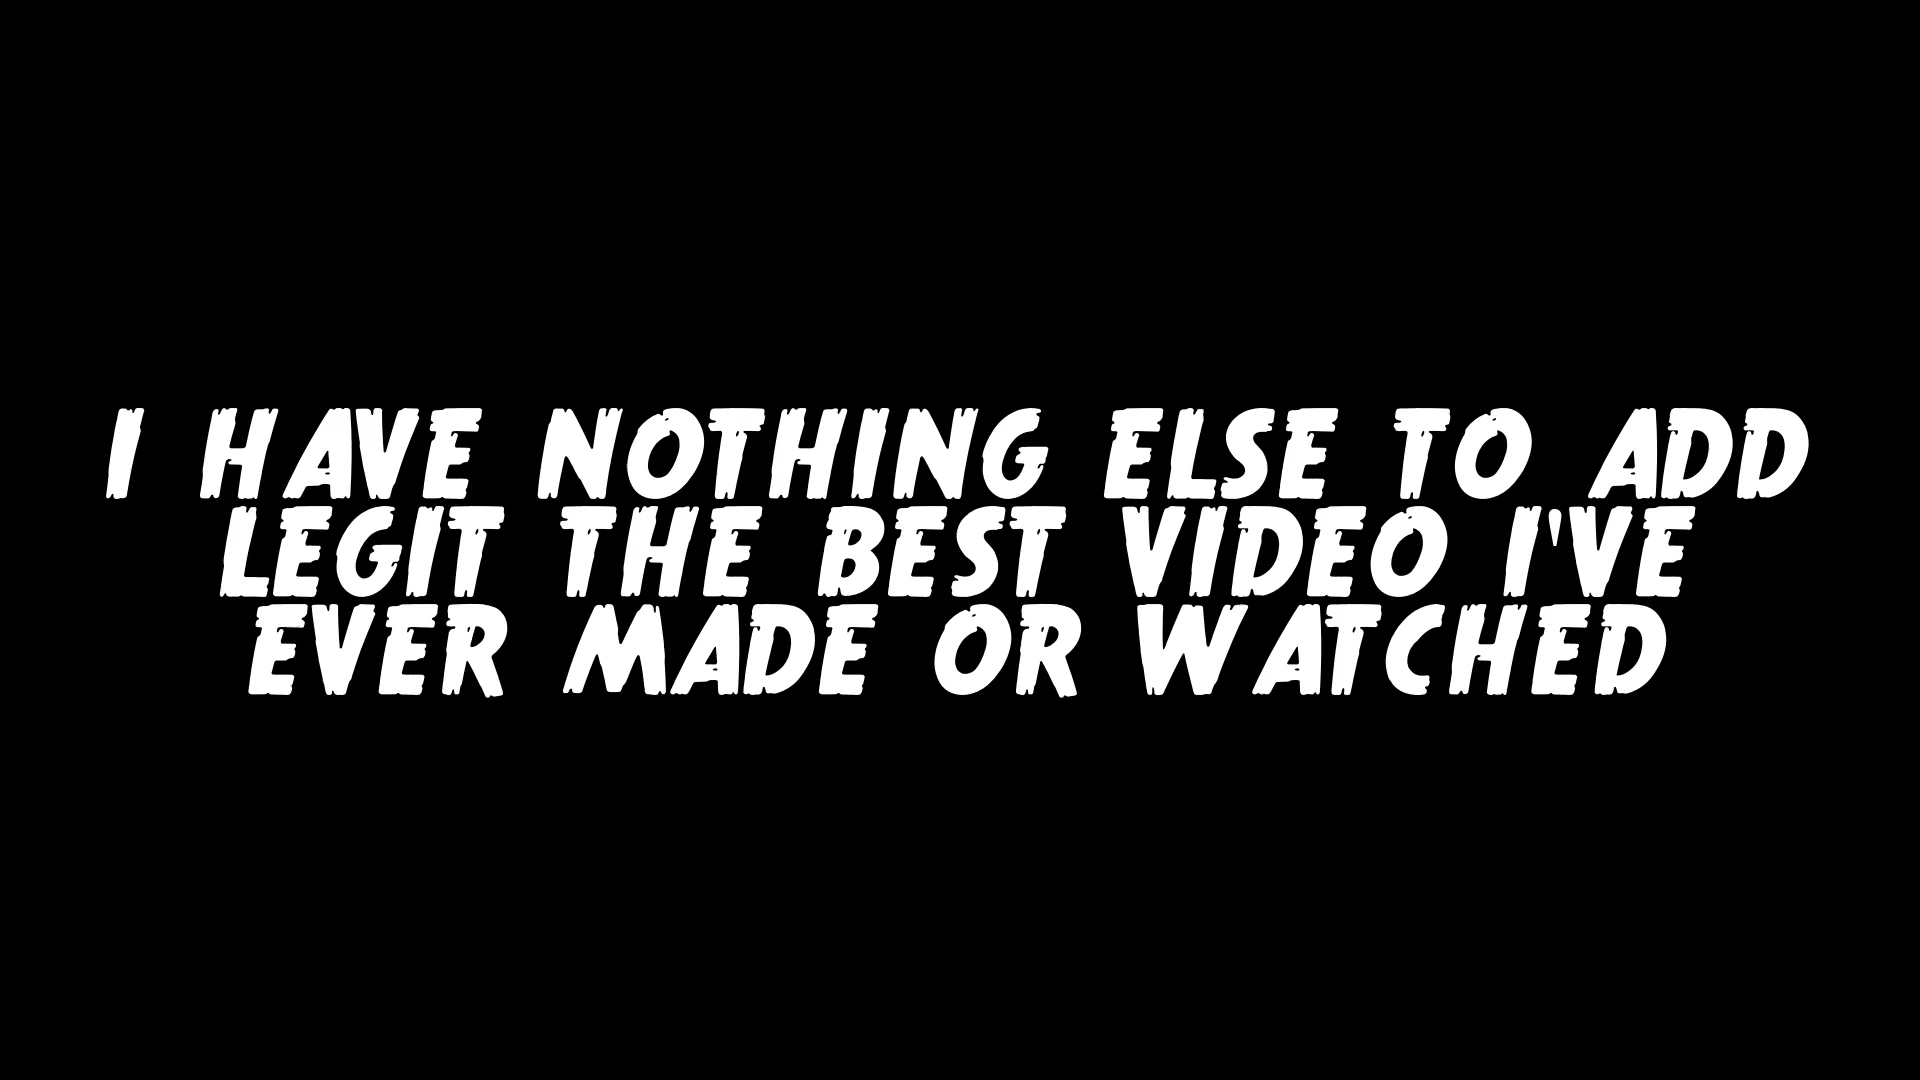 I HAVE NOTHING ELSE TO ADD
LEGIT THE BEST VIDEO I'VE
EVER MADE OR WATCHED